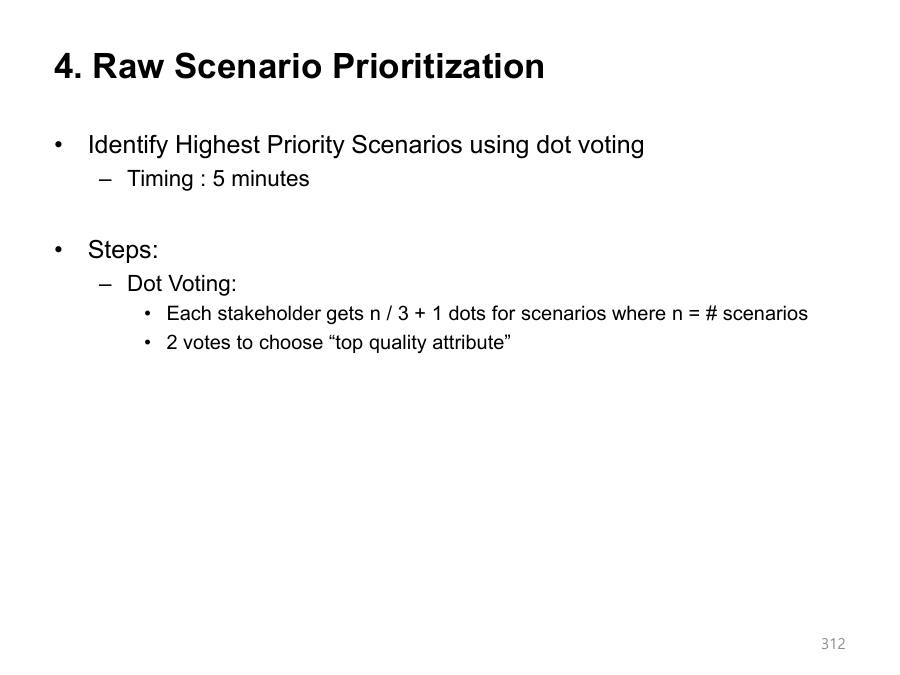 4. Raw Scenario Prioritization
• Identify Highest Priority Scenarios using dot voting
– Timing : 5 minutes
• Steps:
– Dot Voting:
• Each stakeholder gets n / 3 + 1 dots for scenarios where n = # scenarios
• 2 votes to choose “top quality attribute”
312